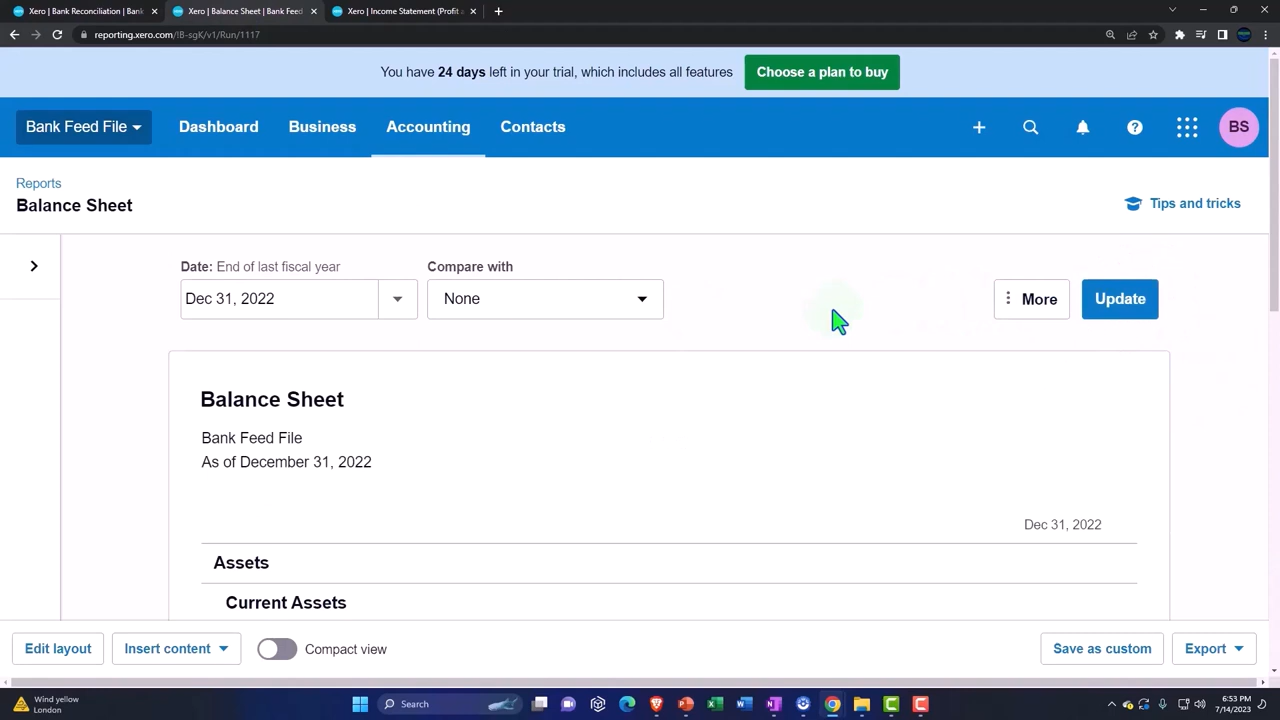 Xero | Bank Reconciliation | Bank
Xero | Balance Sheet | Bank Feed
Xero | Income Statement (Profit a
reporting.xero.com/!B-sgK/v1/Run/1117
You have 24 days left in your trial, which includes all features
Choose a plan to buy
Bank Feed File
Dashboard
Business
Accounting
Contacts
BS
Reports
Balance Sheet
Tips and tricks
Date: End of last fiscal year
Compare with
Dec 31, 2022
None
More
Update
Balance Sheet
Bank Feed File
As of December 31, 2022
Dec 31, 2022
Assets
Current Assets
Edit layout
Insert content
Compact view
Save as custom
Export
Wind yellow
London
Search
6:53 PM
7/14/2023